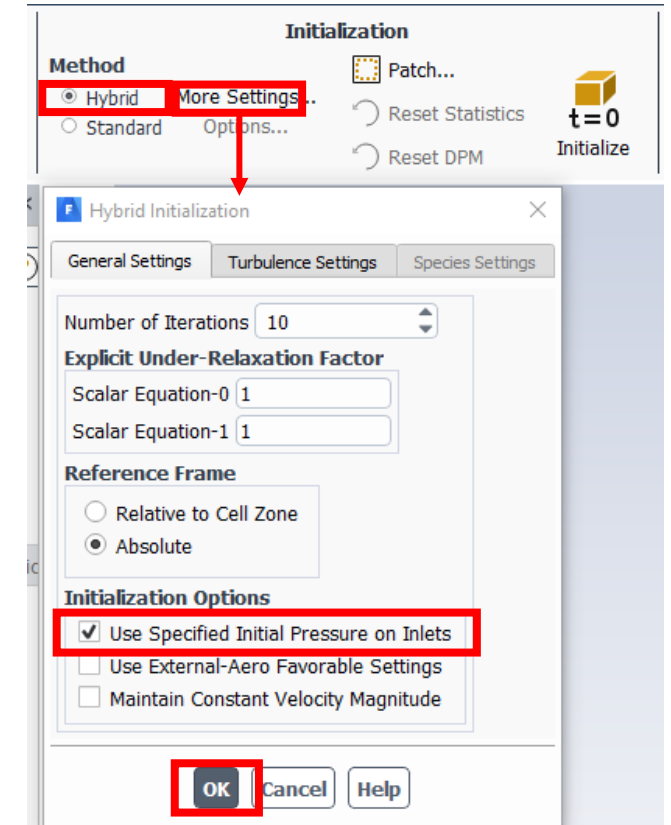 Initialization
Method
Patch...
Hybrid More Settings...
Reset Statistics
t=0
Standard Options...
Initialize
Reset DPM
F Hybrid Initialization
General Settings Turbulence Settings Species Settings
Number of Iterations 10
Explicit Under-Relaxation Factor
Scalar Equation-0 1
Scalar Equation-1 1
Reference Frame
Relative to Cell Zone
Absolute
Initialization Options
Use Specified Initial Pressure on Inlets
Use External-Aero Favorable Settings
Maintain Constant Velocity Magnitude
OK Cancel Help